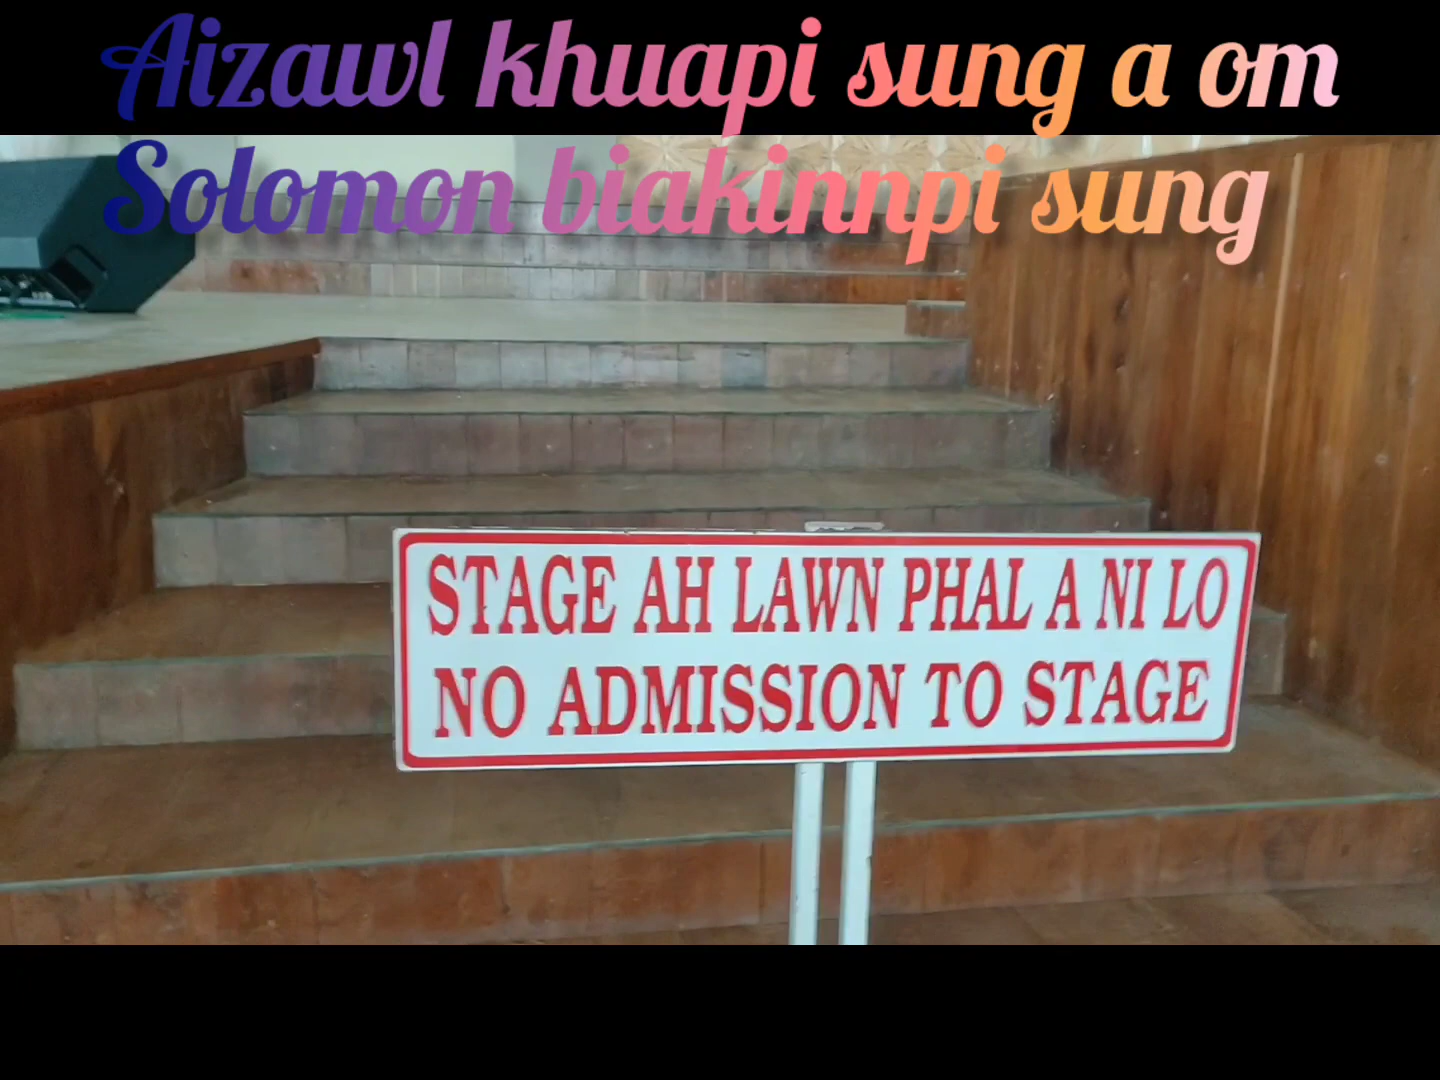 Aizawl khuapi sung a om
Solomon biakinnpi sung
STAGE AH LAWN PHAL A NI LO
NO ADMISSION TO STAGE